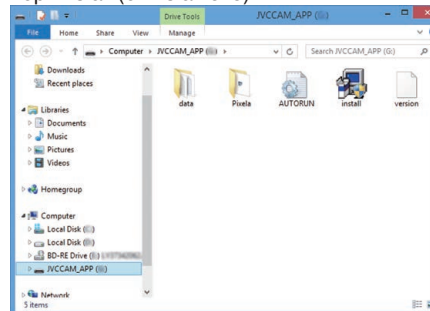 Drive Tools
JVCCAM_APP
File Home Share View Manage
Computer JVCCAM_APP
Search JVCCAM_APP (G:)
Downloads
Recent places
Libraries
Documents
Music
Pictures
Videos
Homegroup
Computer
Local Disk
Local Disk
BD-RE Drive
JVCCAM_APP
Network
data Pixela AUTORUN install version
5 items